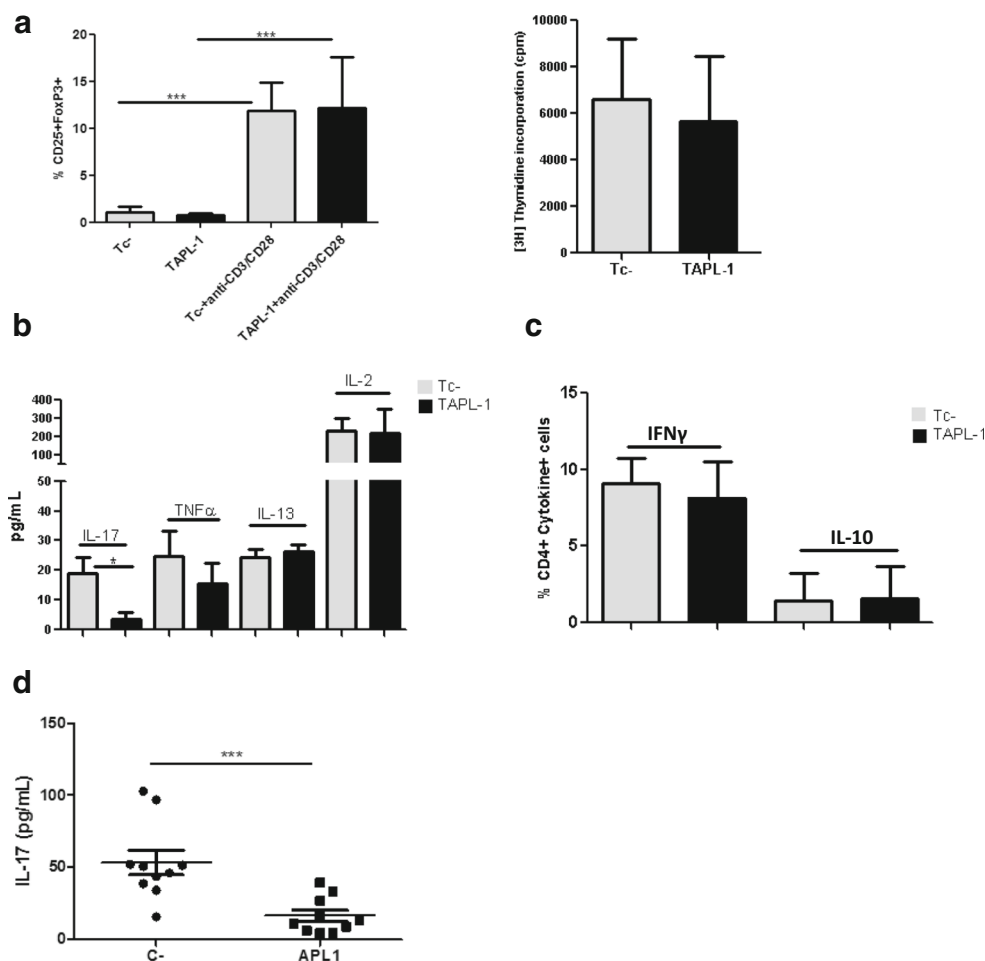 a
% CD25+FoxP3+
20
15
10
5
0
***
***
Tc-
TAPL-1
Tc-+anti-CD3/CD28
TAPL-1+anti-CD3/CD28
[3H] Thymidine incorporation (cpm)
10000
8000
6000
4000
2000
0
Tc-
TAPL-1
b
pg/mL
400
300
200
100
50
40
30
20
10
0
IL-17
*
TNFα
IL-13
IL-2
Tc-
TAPL-1
c
% CD4+ Cytokine+ cells
15
10
5
0
IFNγ
IL-10
Tc-
TAPL-1
d
IL-17 (pg/mL)
150
100
50
0
***
C-
APL1